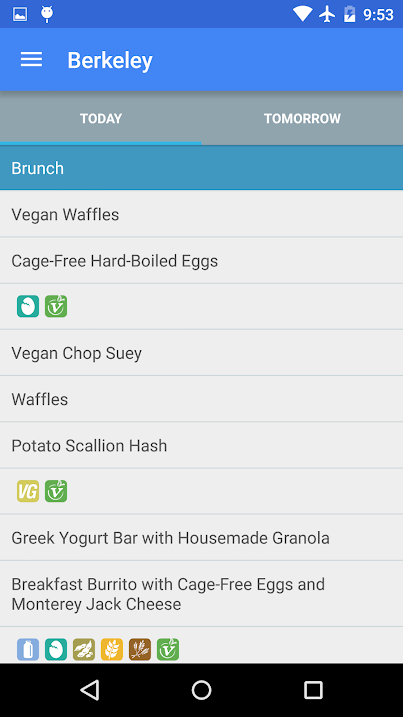 9:53
Berkeley
TODAY TOMORROW
Brunch
Vegan Waffles
Cage-Free Hard-Boiled Eggs
V
Vegan Chop Suey
Waffles
Potato Scallion Hash
VG V
Greek Yogurt Bar with Housemade Granola
Breakfast Burrito with Cage-Free Eggs and
Monterey Jack Cheese
V